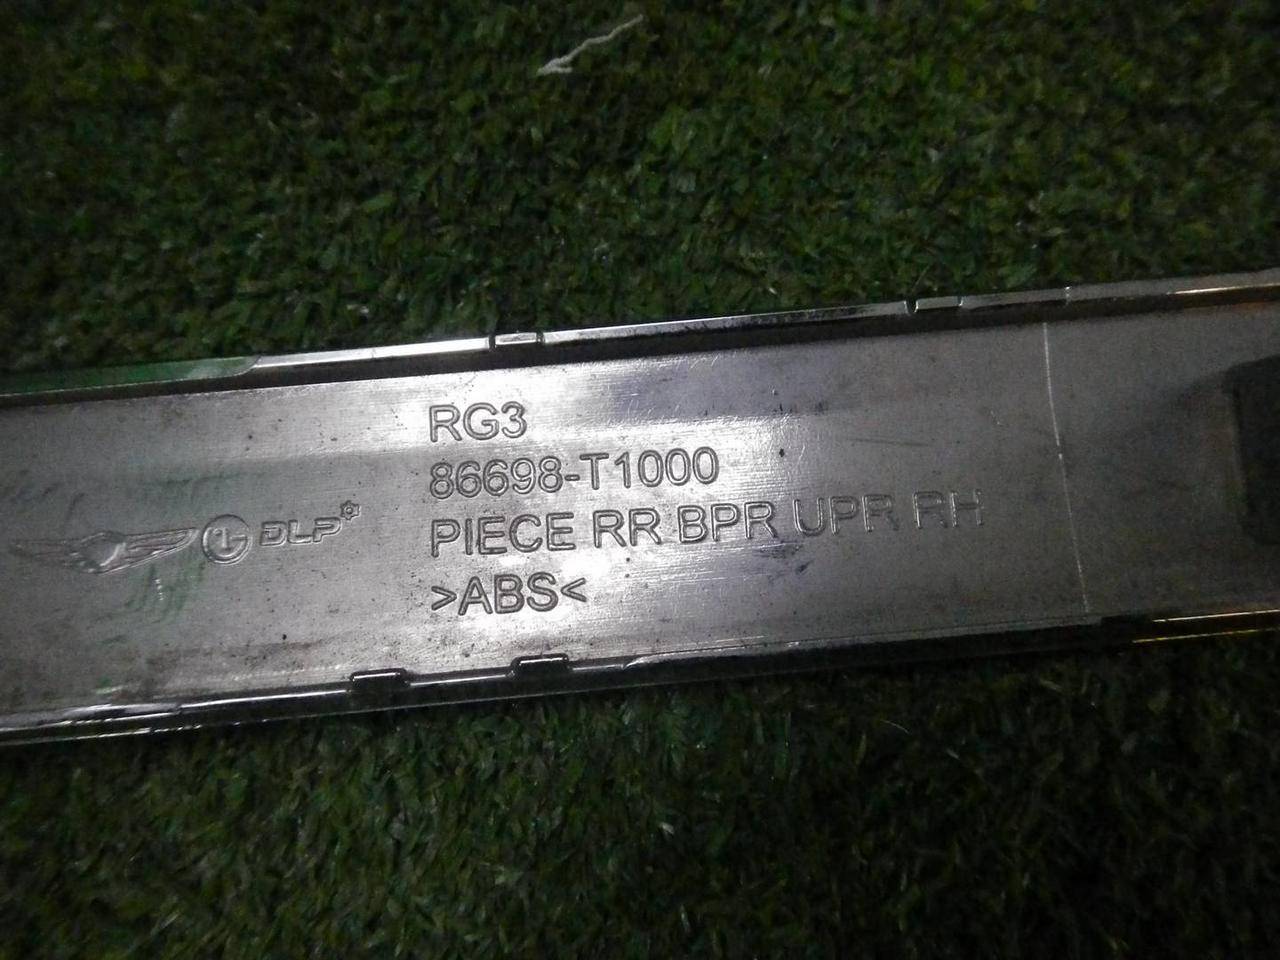 RG3
86698-T1000
PIECE RR BPR UPR RH
>ABS<
DLP